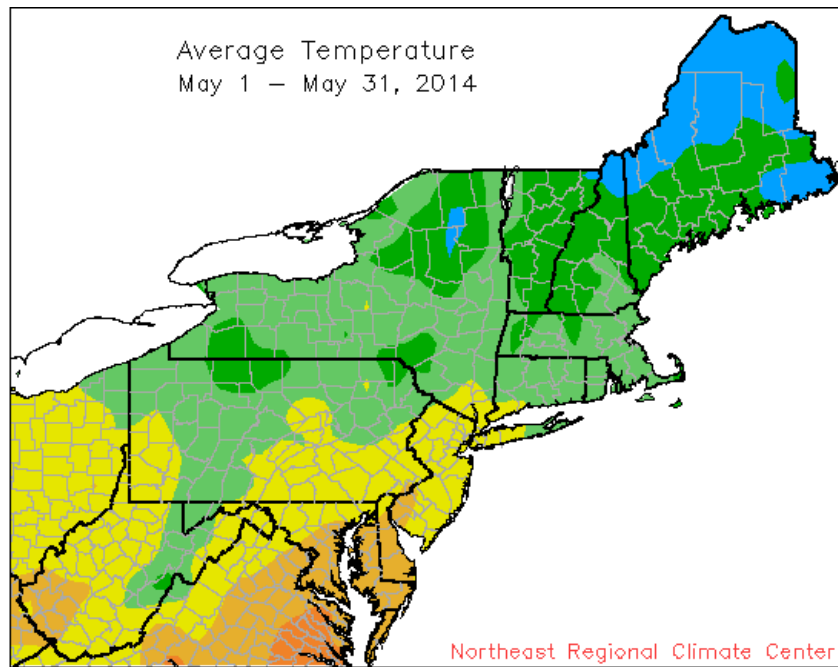 Average Temperature
May 1 – May 31, 2014
Northeast Regional Climate Center